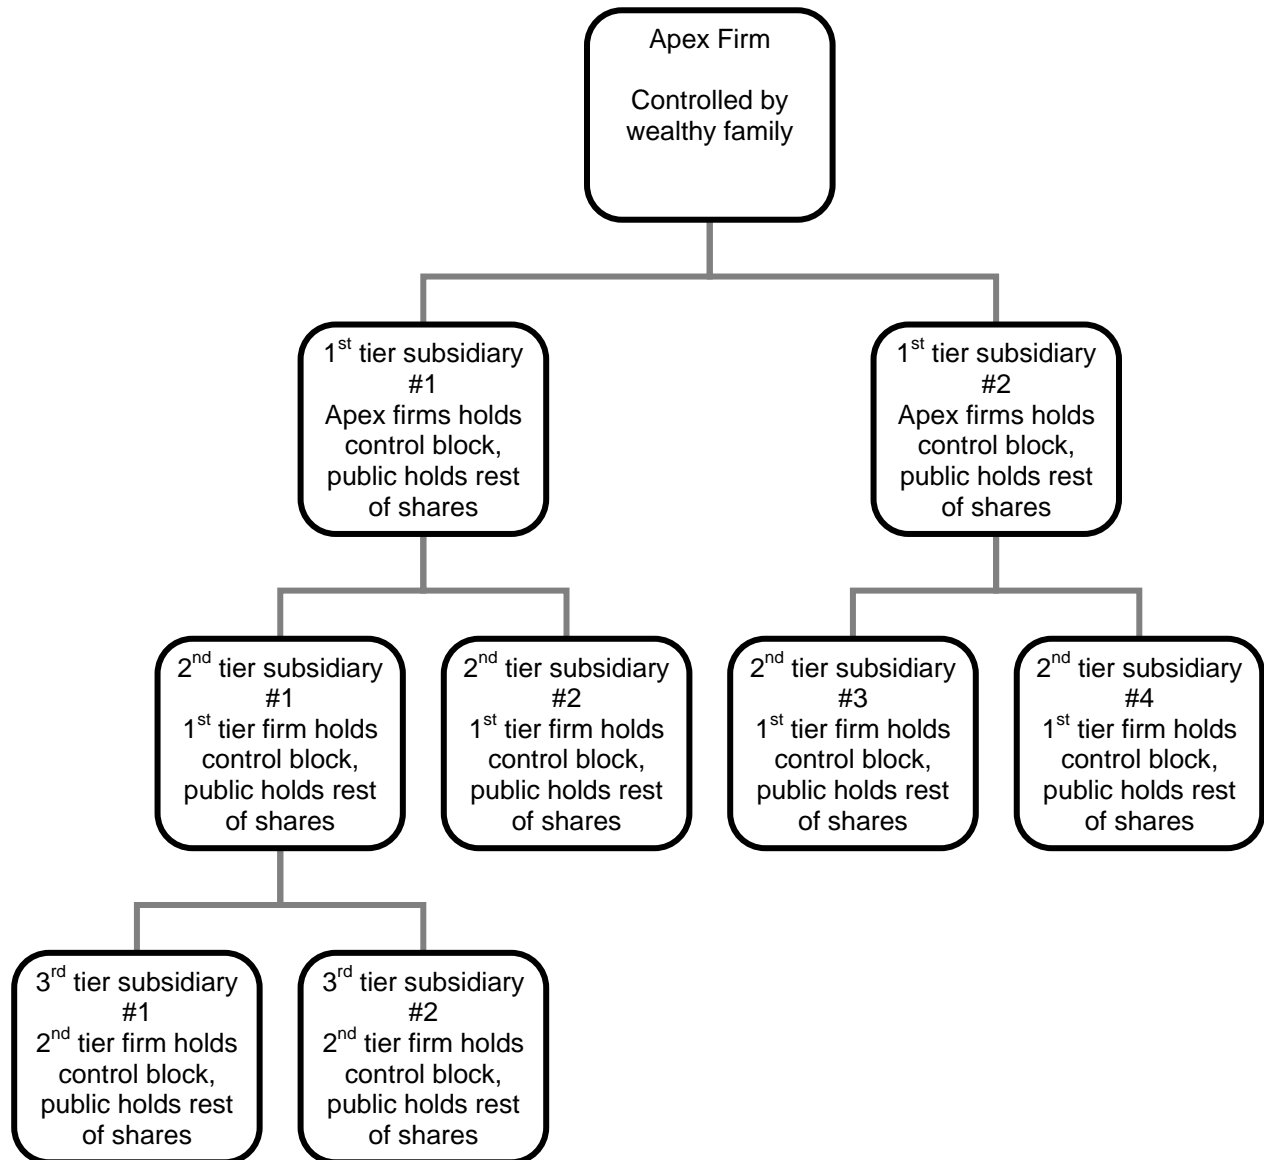 Apex Firm
Controlled by
wealthy family
1st tier subsidiary
#1
Apex firms holds
control block,
public holds rest
of shares
1st tier subsidiary
#2
Apex firms holds
control block,
public holds rest
of shares
2nd tier subsidiary
#1
1st tier firm holds
control block,
public holds rest
of shares
2nd tier subsidiary
#2
1st tier firm holds
control block,
public holds rest
of shares
2nd tier subsidiary
#3
1st tier firm holds
control block,
public holds rest
of shares
2nd tier subsidiary
#4
1st tier firm holds
control block,
public holds rest
of shares
3rd tier subsidiary
#1
2nd tier firm holds
control block,
public holds rest
of shares
3rd tier subsidiary
#2
2nd tier firm holds
control block,
public holds rest
of shares